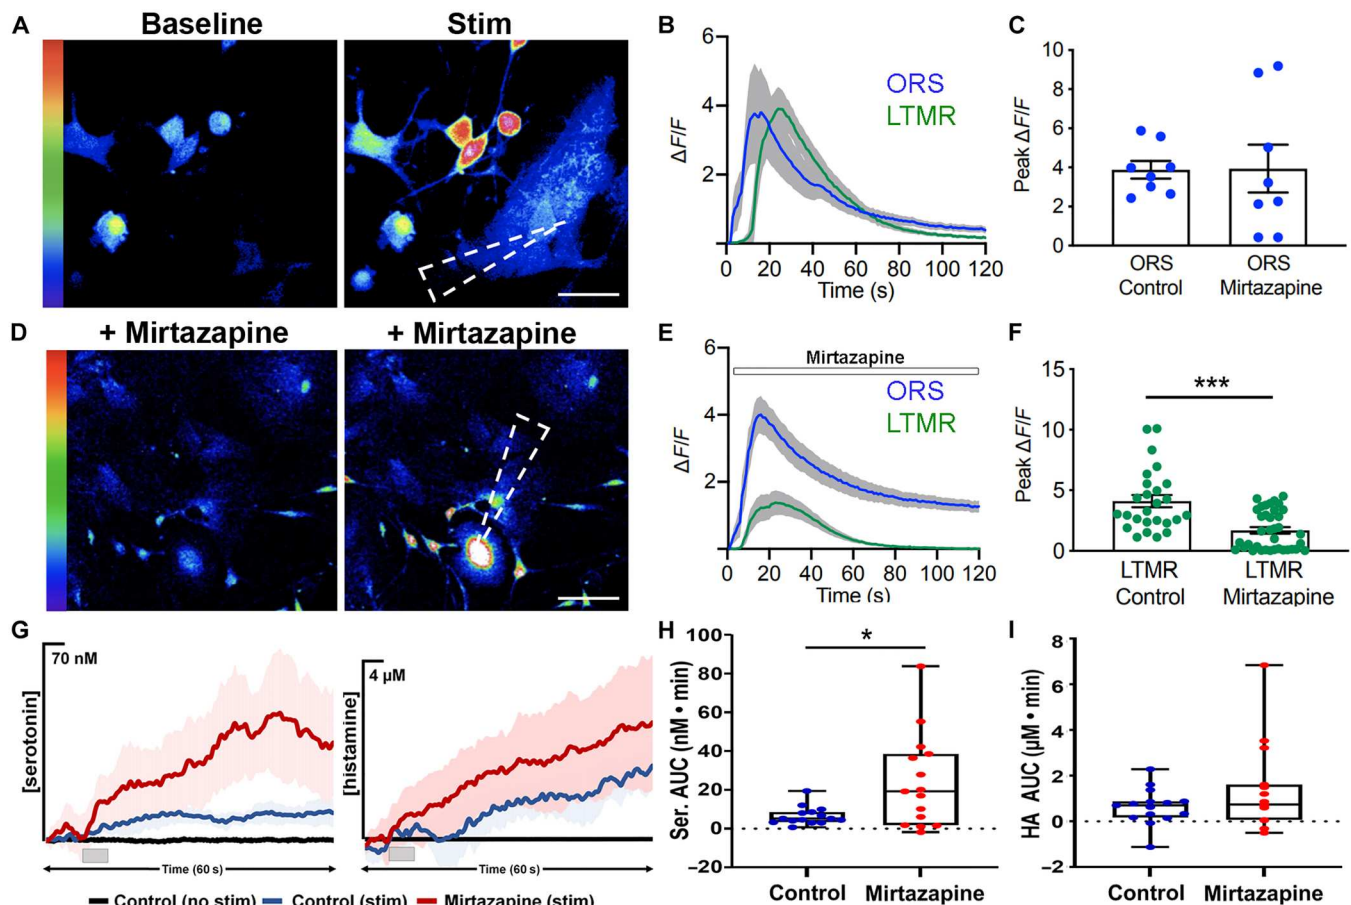 A
Baseline
Stim
B
6
4
2
0
ΔF/F
ORS
LTMR
0 20 40 60 80 100 120
Time (s)
C
10
8
6
4
2
0
Peak ΔF/F
ORS
Control
ORS
Mirtazapine
D
+ Mirtazapine
+ Mirtazapine
E
6
4
2
0
ΔF/F
Mirtazapine
ORS
LTMR
0 20 40 60 80 100 120
Time (s)
F
15
10
5
0
Peak ΔF/F
***
LTMR
Control
LTMR
Mirtazapine
G
70 nM
[serotonin]
Time (60 s)
4 µM
[histamine]
Time (60 s)
Control (no stim) Control (stim) Mirtazapine (stim)
H
100
80
60
40
20
0
−20
Ser. AUC (nM • min)
*
Control Mirtazapine
I
8
6
4
2
0
−2
HA AUC (µM • min)
Control Mirtazapine